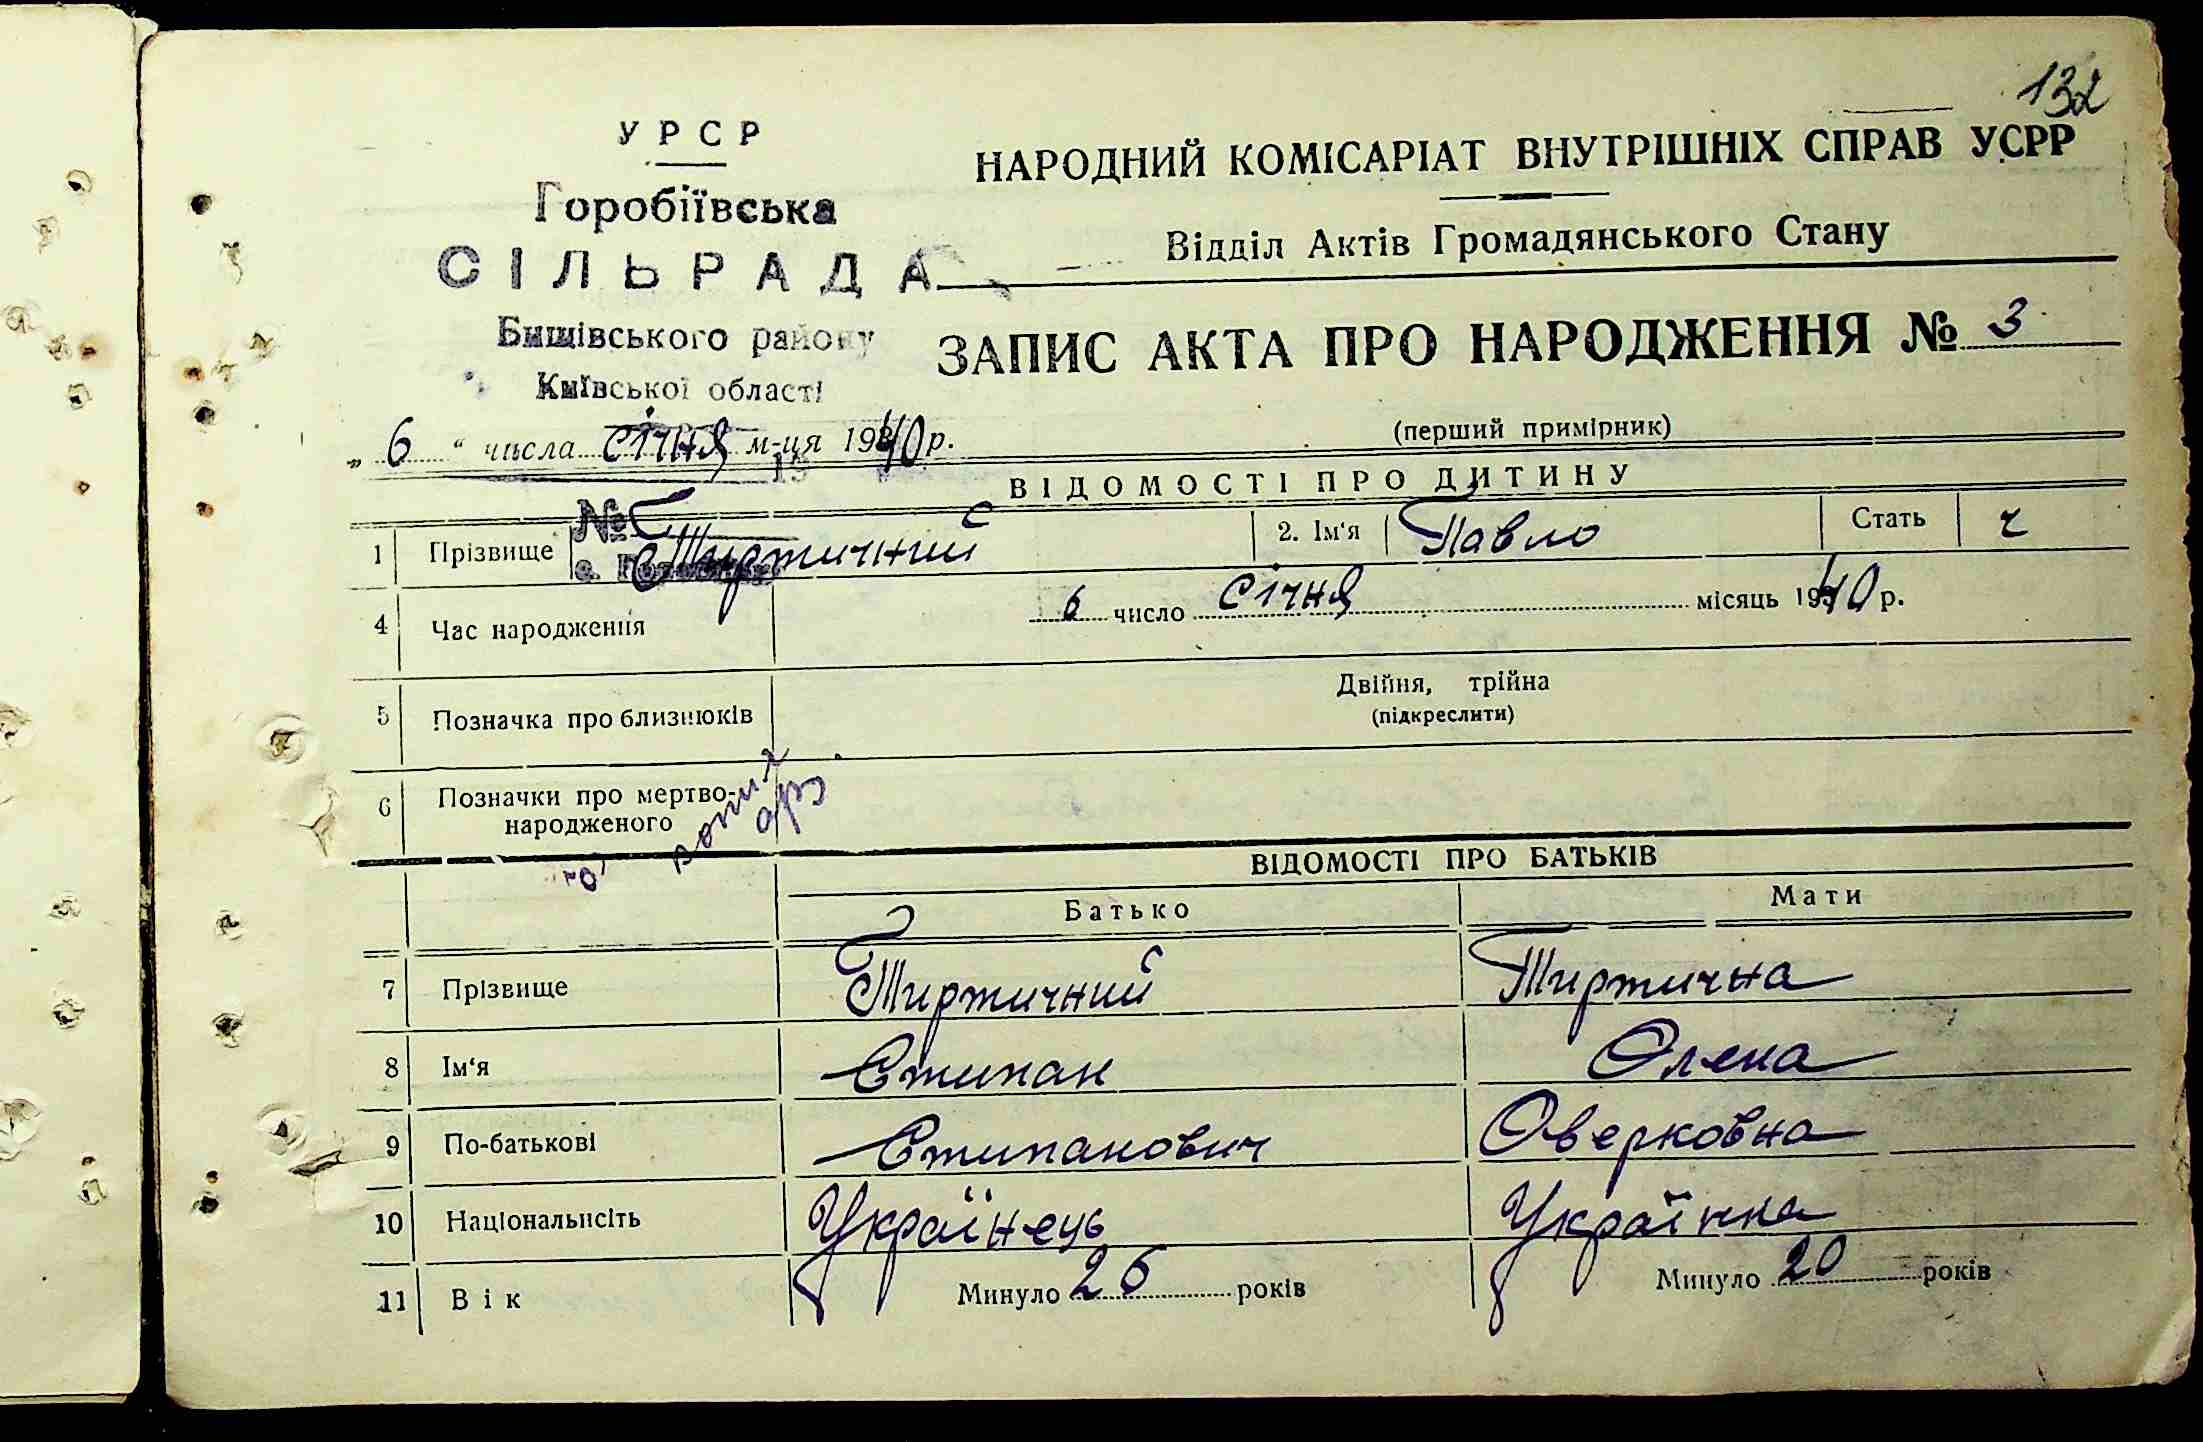 132
УРСР
Горобіївська
СІЛЬРАДА
Бишівського району
Київської області
НАРОДНИЙ КОМІСАРІАТ ВНУТРІШНІХ СПРАВ УСРР
Відділ Актів Громадянського Стану
ЗАПИС АКТА ПРО НАРОДЖЕННЯ № 3
(перший примірник)
„ 6 “ числа січня м-ця 1940 р.
ВІДОМОСТІ ПРО ДИТИНУ
№
1 Прізвище Тиртичний 2. Ім‘я Павло Стать ч
4 Час народження 6 число січня місяць 1940 р.
5 Позначка про близнюків Двійня, трійна
(підкреслити)
6 Позначки про мертво-
народженого
ВІДОМОСТІ ПРО БАТЬКІВ
Батько Мати
7 Прізвище Тиртичний Тиртична
8 Ім‘я Стипан Олена
9 По-батькові Стипанович Оверковна
10 Національність Українець Українка
11 Вік Минуло 26 років Минуло 20 років